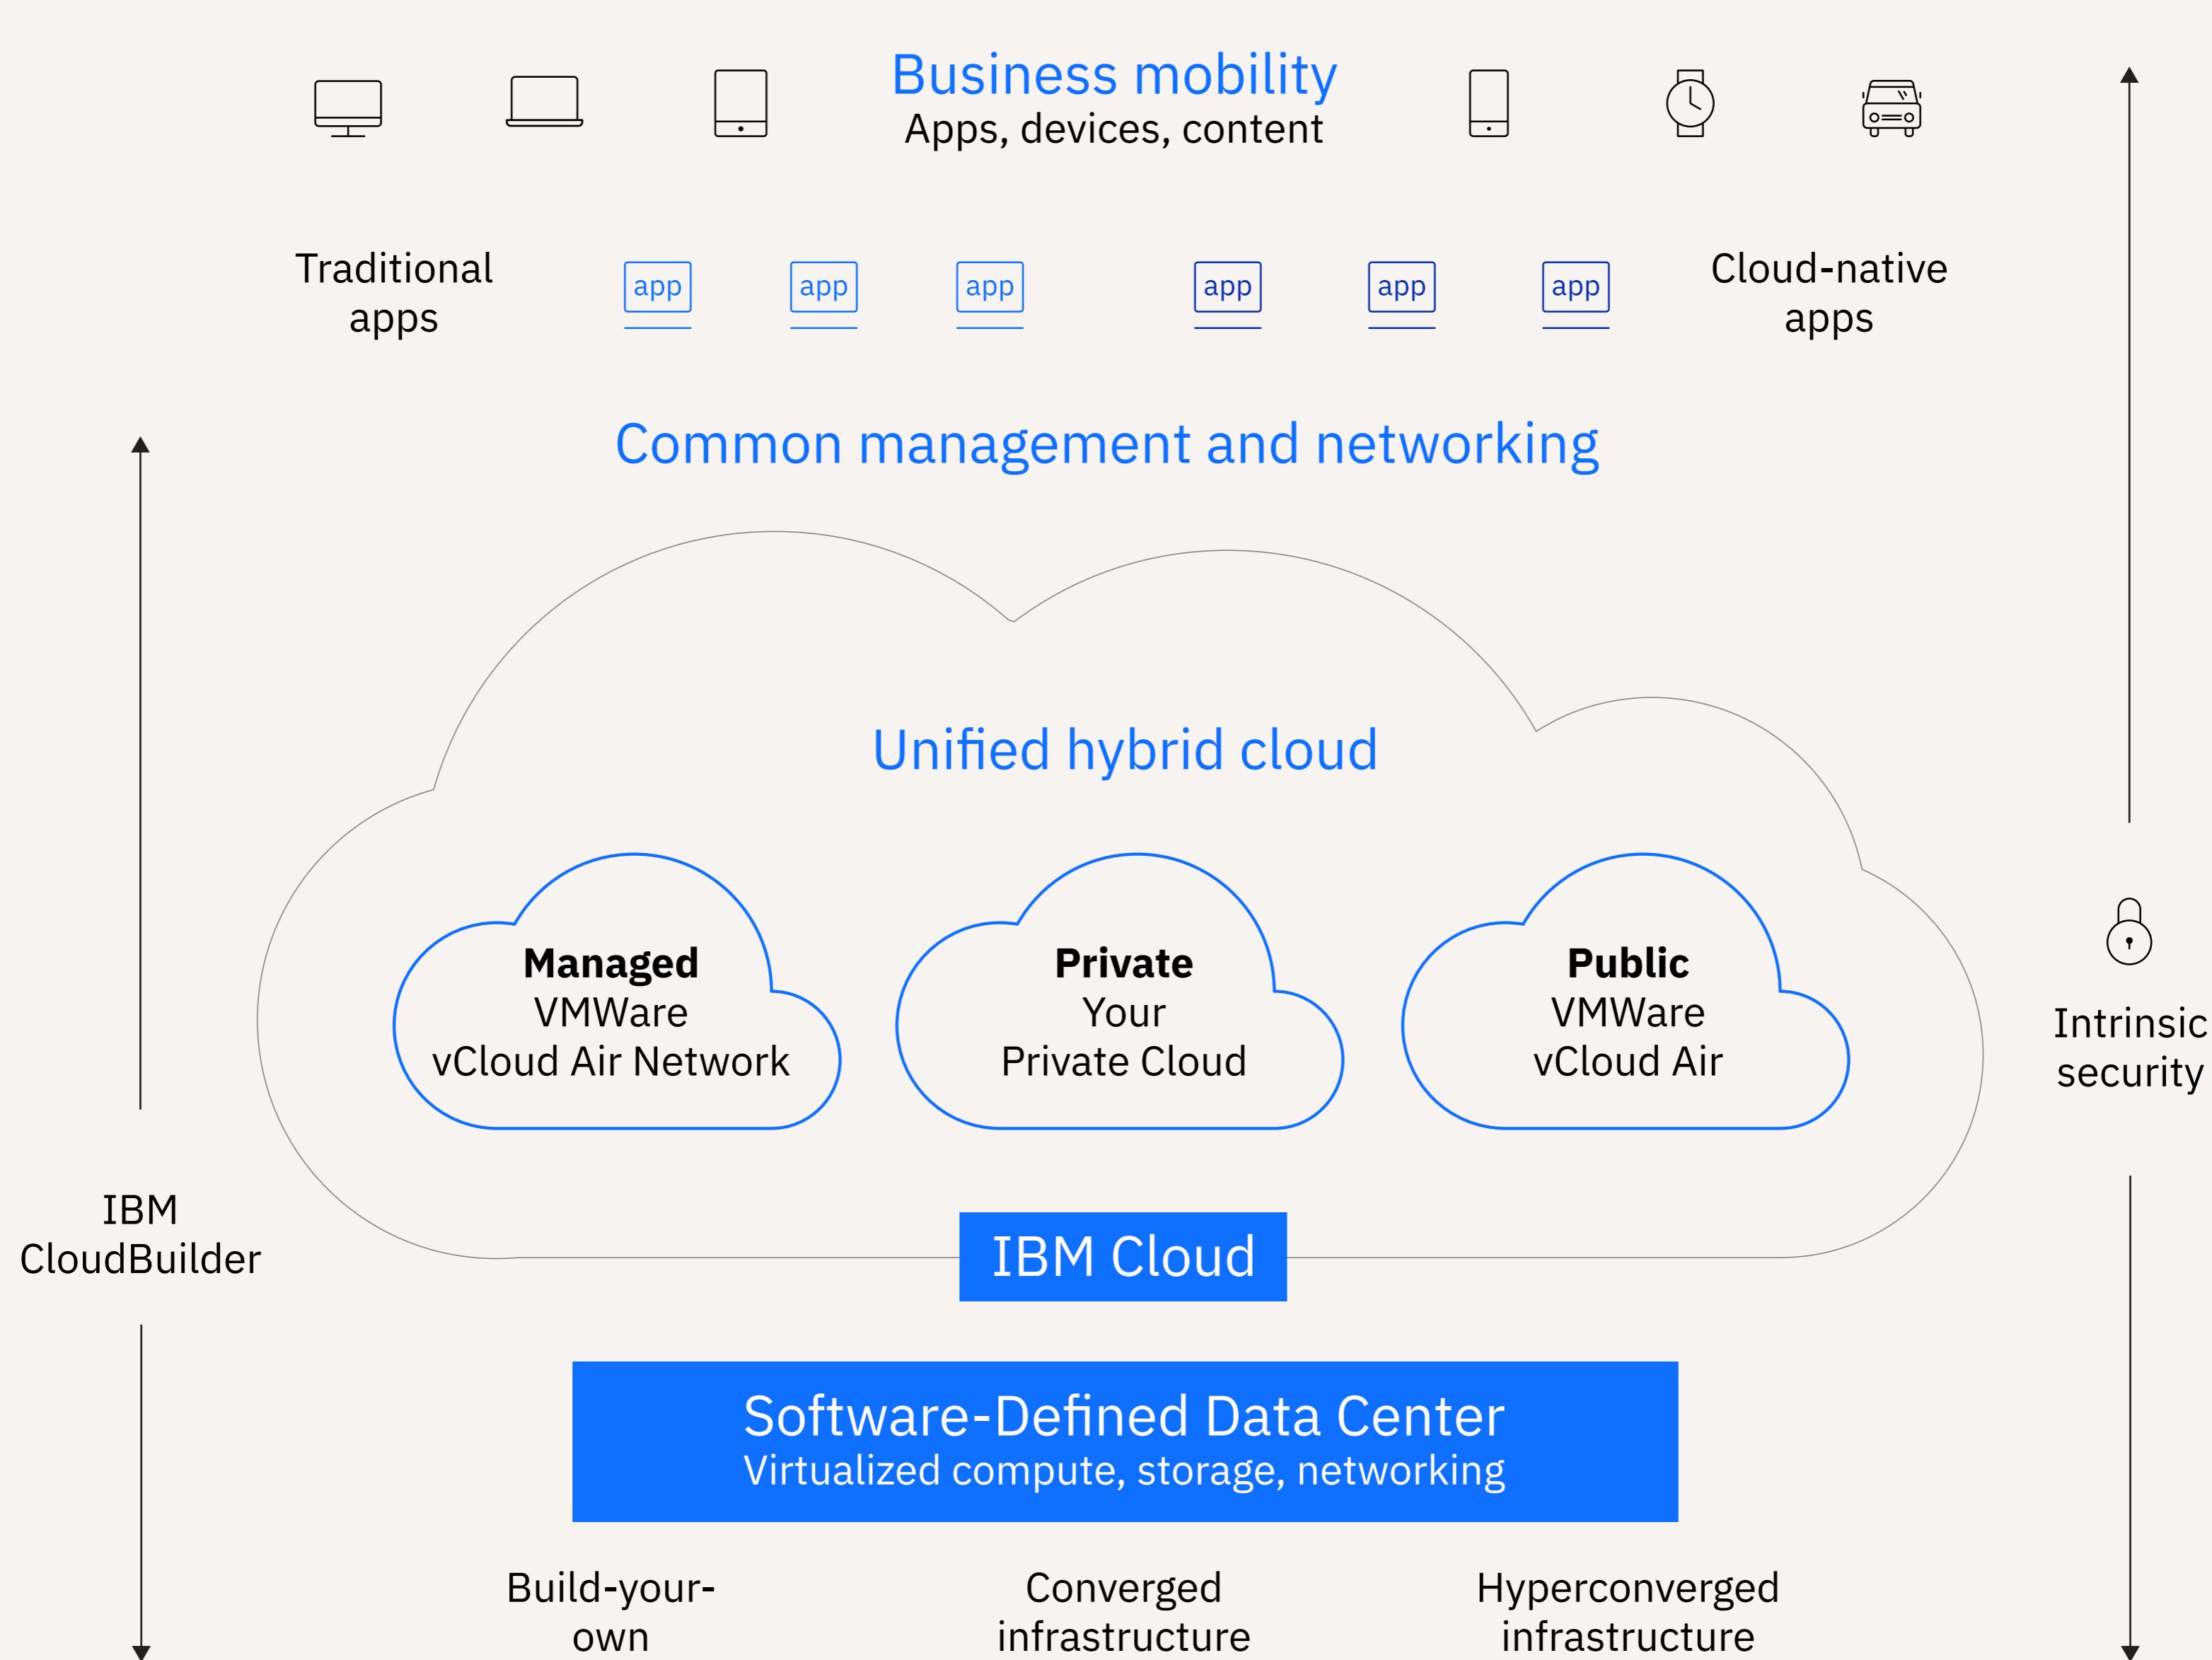 Business mobility
Apps, devices, content
Traditional
apps
app
app
app
app
app
app
Cloud-native
apps
Common management and networking
Unified hybrid cloud
Managed
VMWare
vCloud Air Network
Private
Your
Private Cloud
Public
VMWare
vCloud Air
Intrinsic
security
IBM
CloudBuilder
IBM Cloud
Software-Defined Data Center
Virtualized compute, storage, networking
Build-your-
own
Converged
infrastructure
Hyperconverged
infrastructure